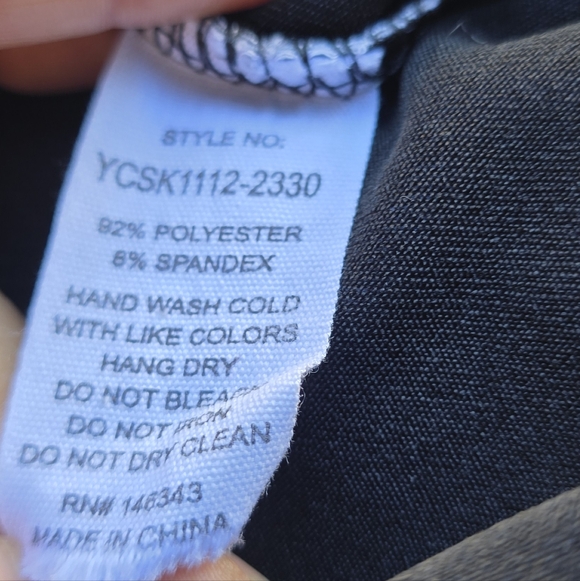 STYLE NO:
YCSK1112-2330
92% POLYESTER
8% SPANDEX
HAND WASH COLD
WITH LIKE COLORS
HANG DRY
DO NOT BLEACH
DO NOT IRON
DO NOT DRY CLEAN
RN# 146343
MADE IN CHINA